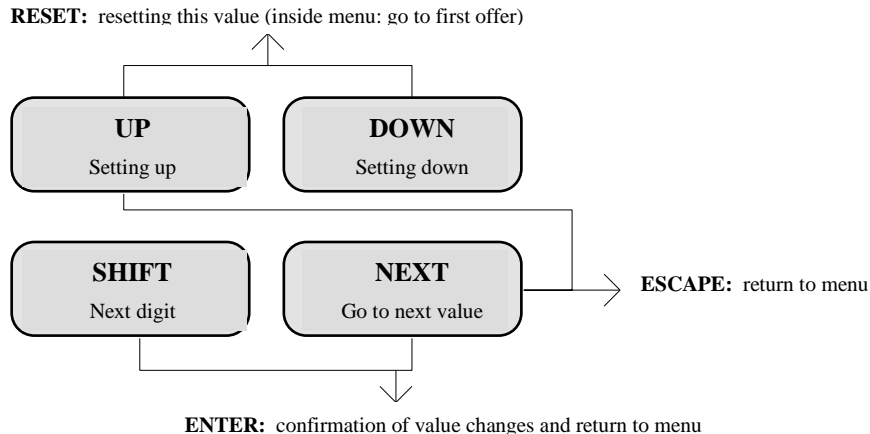 RESET: resetting this value (inside menu: go to first offer)
UP
Setting up
DOWN
Setting down
SHIFT
Next digit
NEXT
Go to next value
ESCAPE: return to menu
ENTER: confirmation of value changes and return to menu